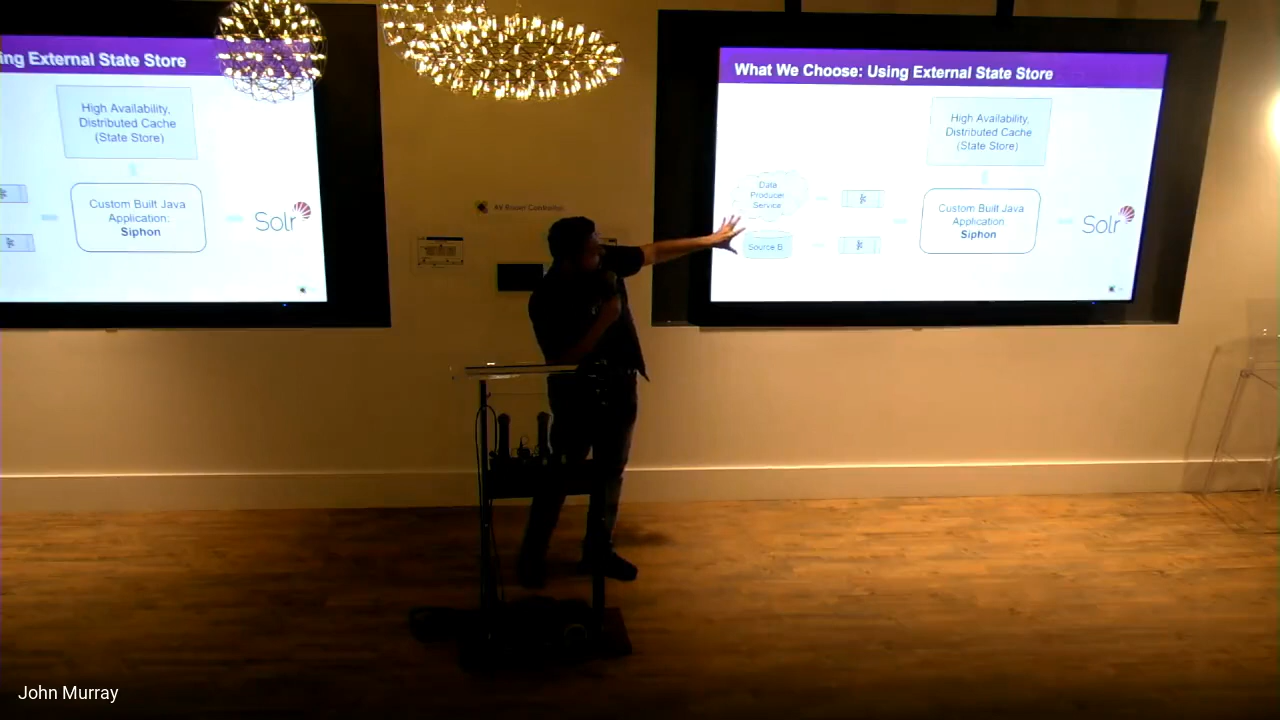 ing External State Store
High Availability,
Distributed Cache
(State Store)
Custom Built Java
Application:
Siphon
Solr
What We Choose: Using External State Store
High Availability,
Distributed Cache
(State Store)
Data
Producer
Service
Source B
Custom Built Java
Application
Siphon
Solr
John Murray